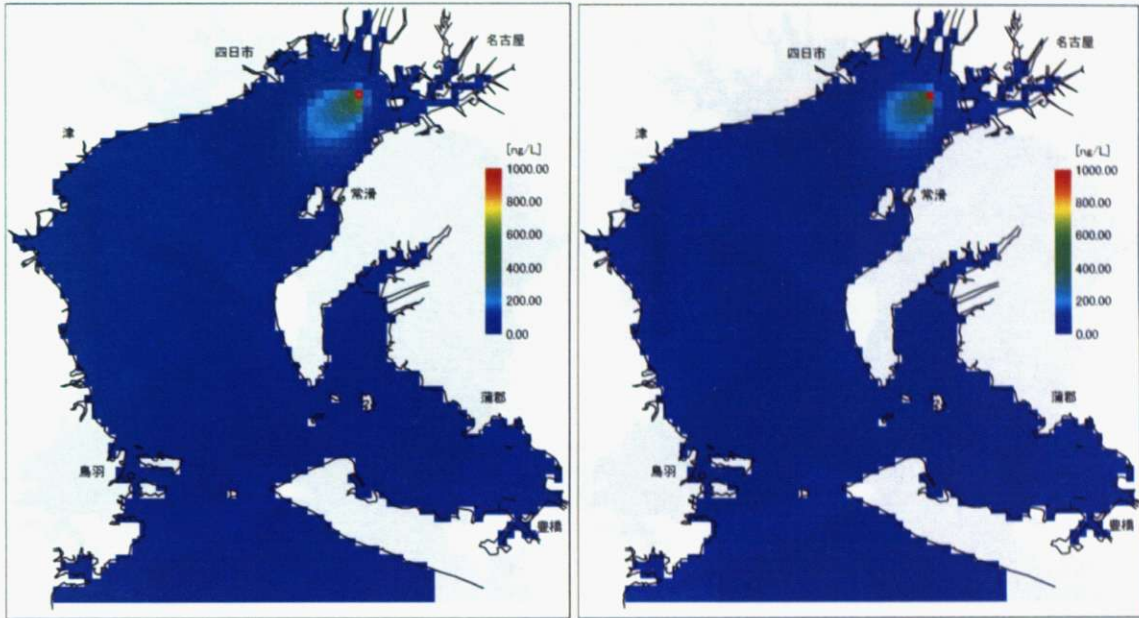 四日市
名古屋
津
[ng/L]
1000.00
800.00
600.00
400.00
200.00
0.00
常滑
蒲郡
鳥羽
豊橋
四日市
名古屋
津
[ng/L]
1000.00
800.00
600.00
400.00
200.00
0.00
常滑
蒲郡
鳥羽
豊橋